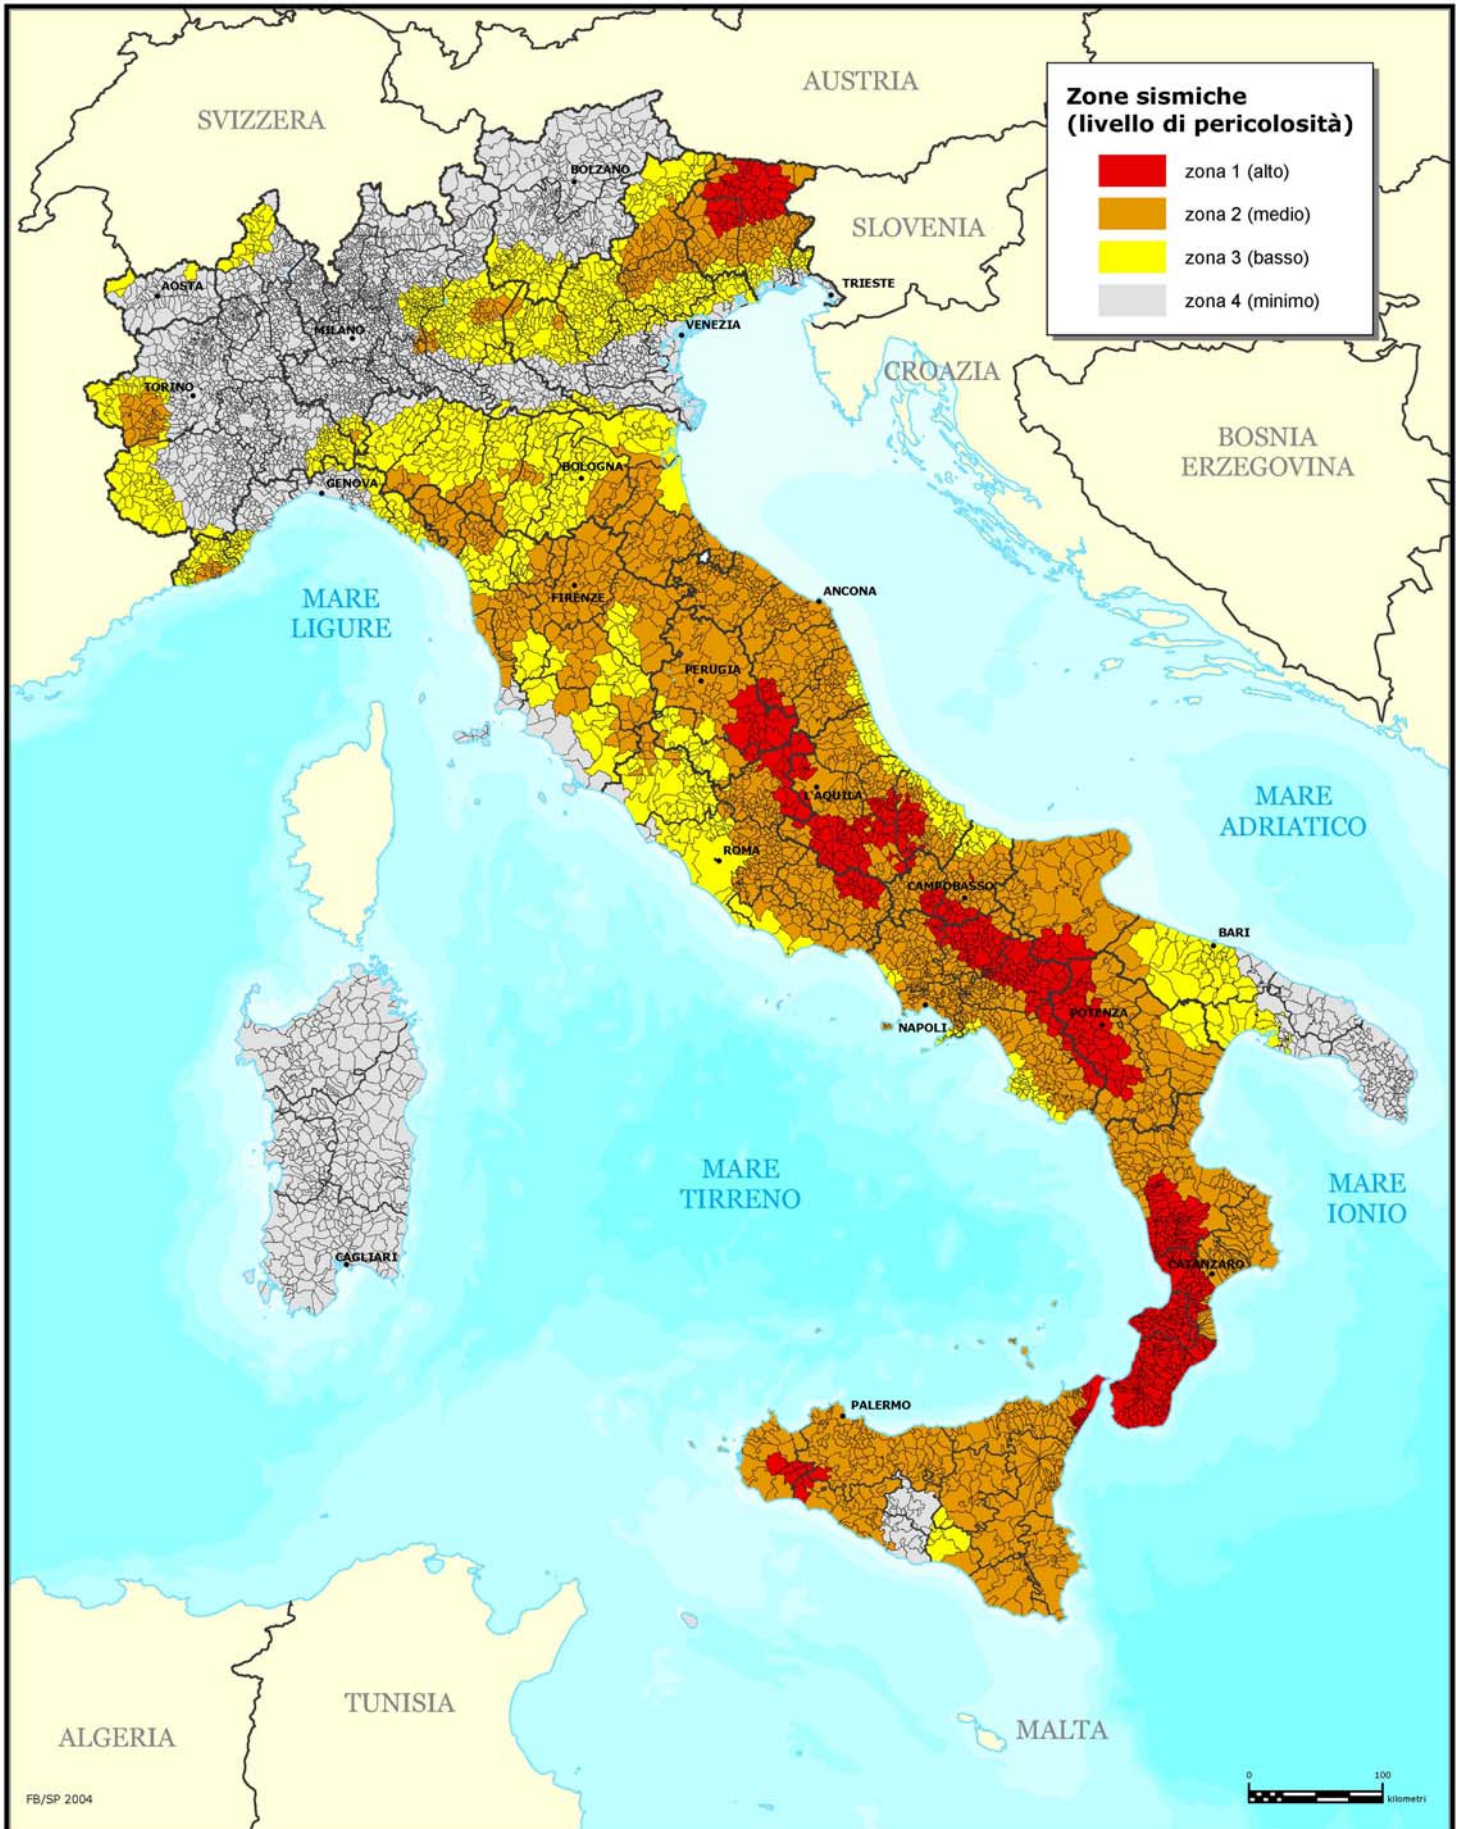 AUSTRIA
Zone sismiche
(livello di pericolosità)
SVIZZERA
zona 1 (alto)
BOLZANO
zona 2 (medio)
SLOVENIA
zona 3 (basso)
AOSTA
TRIESTE
zona 4 (minimo)
MILANO
VENEZIA
CROAZIA
TORINO
BOSNIA
ERZEGOVINA
BOLOGNA
GENOVA
MARE
LIGURE
FIRENZE
ANCONA
PERUGIA
L'AQUILA
MARE
ADRIATICO
ROMA
CAMPOBASSO
BARI
POTENZA
NAPOLI
MARE
TIRRENO
MARE
IONIO
CAGLIARI
CATANZARO
PALERMO
TUNISIA
ALGERIA
MALTA
0 100
kilometri
FB/SP 2004